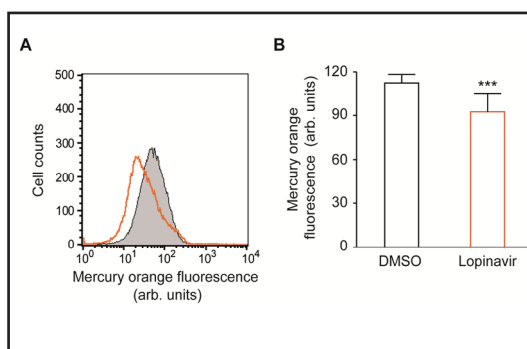 A
500
400
300
200
100
0
Cell counts
10^0 10^1 10^2 10^3 10^4
Mercury orange fluorescence
(arb. units)
B
Mercury orange
fluorescence (arb. units)
120
90
60
30
0
***
DMSO Lopinavir